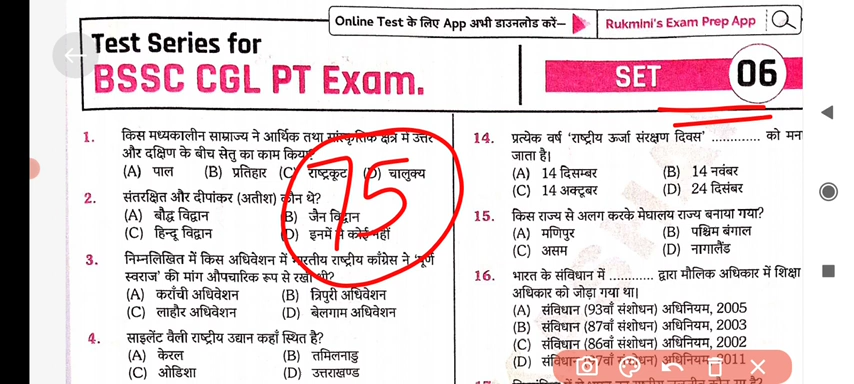 Online Test के लिए App अभी डाउनलोड करें–
Rukmini's Exam Prep App
Test Series for
BSSC CGL PT Exam.
SET 06
1. किस मध्यकालीन साम्राज्य ने आर्थिक तथा सांस्कृतिक क्षेत्र में उत्तर
और दक्षिण के बीच सेतु का काम किया?
(A) पाल (B) प्रतिहार (C) राष्ट्रकूट (D) चालुक्य
2. संतरक्षित और दीपांकर (अतीश) कौन थे?
(A) बौद्ध विद्वान (B) जैन विद्वान
(C) हिन्दू विद्वान (D) इनमें से कोई नहीं
75
3. निम्नलिखित में किस अधिवेशन में भारतीय राष्ट्रीय काँग्रेस ने 'पूर्ण
स्वराज' की मांग औपचारिक रूप से रखी थी?
(A) कराँची अधिवेशन (B) त्रिपुरी अधिवेशन
(C) लाहौर अधिवेशन (D) बेलगाम अधिवेशन
4. साइलेंट वैली राष्ट्रीय उद्यान कहाँ स्थित है?
(A) केरल (B) तमिलनाडु
(C) ओडिशा (D) उत्तराखण्ड
14. प्रत्येक वर्ष 'राष्ट्रीय ऊर्जा संरक्षण दिवस' ............ को मन
जाता है।
(A) 14 दिसम्बर (B) 14 नवंबर
(C) 14 अक्टूबर (D) 24 दिसंबर
15. किस राज्य से अलग करके मेघालय राज्य बनाया गया?
(A) मणिपुर (B) पश्चिम बंगाल
(C) असम (D) नागालैंड
16. भारत के संविधान में ............ द्वारा मौलिक अधिकार में शिक्षा
अधिकार को जोड़ा गया था।
(A) संविधान (93वाँ संशोधन) अधिनियम, 2005
(B) संविधान (87वाँ संशोधन) अधिनियम, 2003
(C) संविधान (86वाँ संशोधन) अधिनियम, 2002
(D) संविधान (97वाँ संशोधन) अधिनियम, 2011